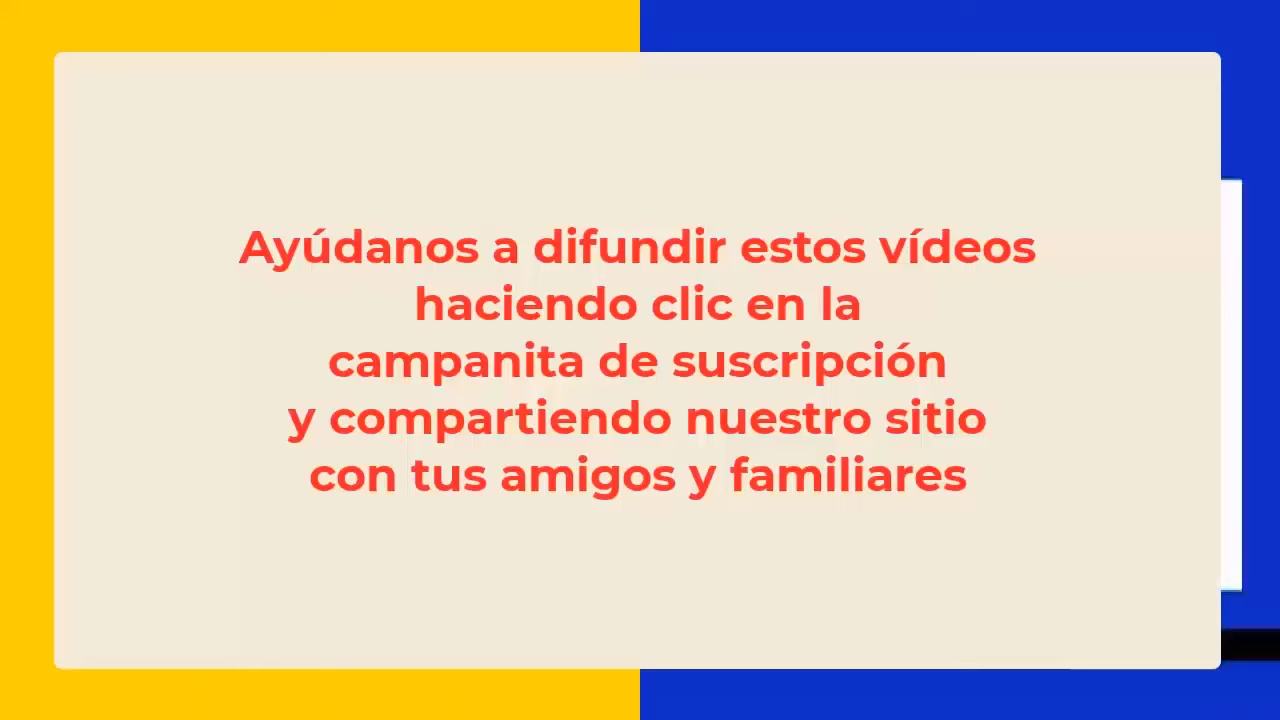 Ayúdanos a difundir estos vídeos
haciendo clic en la
campanita de suscripción
y compartiendo nuestro sitio
con tus amigos y familiares